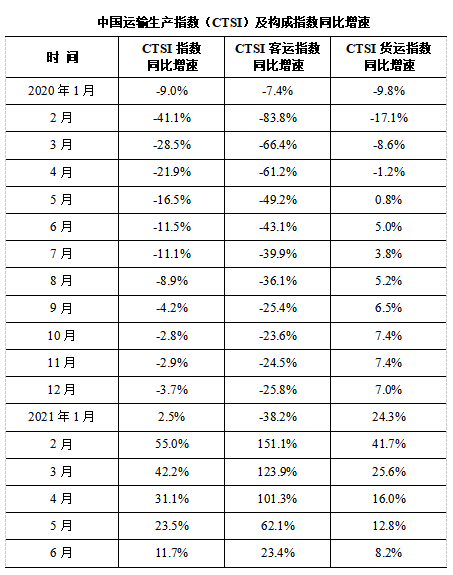 中国运输生产指数（CTSI）及构成指数同比增速
时 间 CTSI 指数 CTSI 客运指数 CTSI 货运指数
同比增速 同比增速 同比增速
2020 年 1 月 -9.0% -7.4% -9.8%
2 月 -41.1% -83.8% -17.1%
3 月 -28.5% -66.4% -8.6%
4 月 -21.9% -61.2% -1.2%
5 月 -16.5% -49.2% 0.8%
6 月 -11.5% -43.1% 5.0%
7 月 -11.1% -39.9% 3.8%
8 月 -8.9% -36.1% 5.2%
9 月 -4.2% -25.4% 6.5%
10 月 -2.8% -23.6% 7.4%
11 月 -2.9% -24.5% 7.4%
12 月 -3.7% -25.8% 7.0%
2021 年 1 月 2.5% -38.2% 24.3%
2 月 55.0% 151.1% 41.7%
3 月 42.2% 123.9% 25.6%
4 月 31.1% 101.3% 16.0%
5 月 23.5% 62.1% 12.8%
6 月 11.7% 23.4% 8.2%